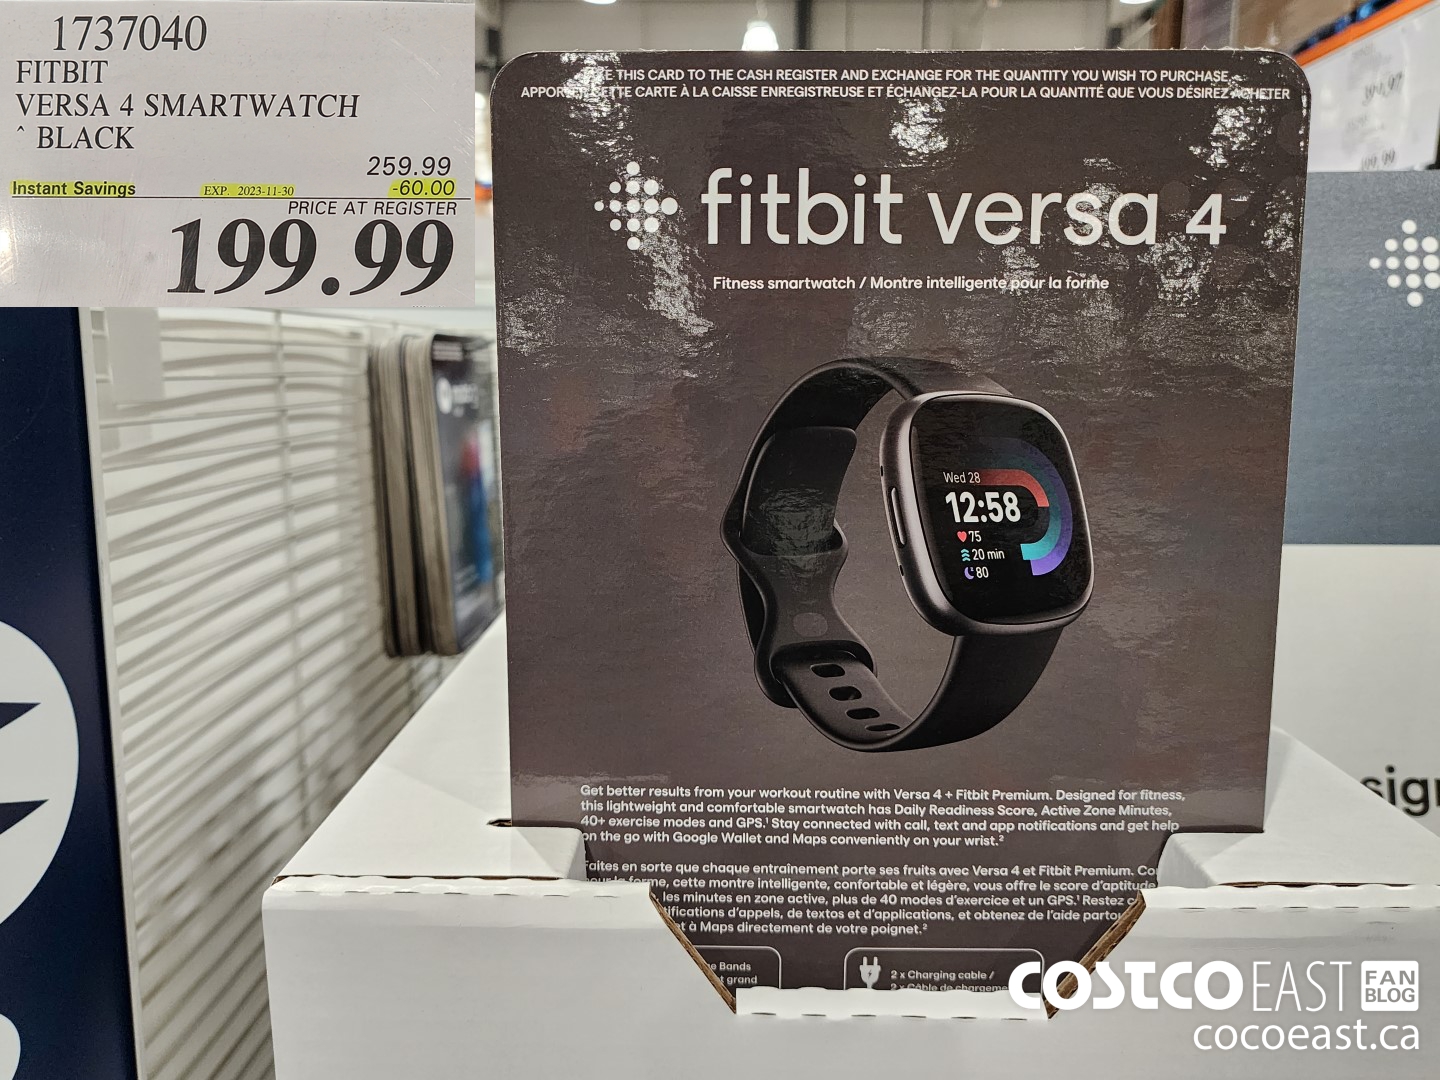 1737040
FITBIT
VERSA 4 SMARTWATCH
^ BLACK
259.99
Instant Savings EXP. 2023-11-30 -60.00
PRICE AT REGISTER
199.99
THIS CARD TO THE CASH REGISTER AND EXCHANGE FOR THE QUANTITY YOU WISH TO PURCHASE
CARTE À LA CAISSE ENREGISTREUSE ET ÉCHANGEZ-LA POUR LA QUANTITÉ QUE VOUS DÉSIREZ ACHETER
fitbit versa 4
Fitness smartwatch / Montre intelligente pour la forme
Wed 28
12:58
75
20 min
80
Get better results from your workout routine with Versa 4 + Fitbit Premium. Designed for fitness,
this lightweight and comfortable smartwatch has Daily Readiness Score, Active Zone Minutes,
40+ exercise modes and GPS.¹ Stay connected with call, text and app notifications and get help
on the go with Google Wallet and Maps conveniently on your wrist.²
Faites en sorte que chaque entraînement porte ses fruits avec Versa 4 et Fitbit Premium.
forme, cette montre intelligente, confortable et légère, vous offre le score d'aptitude
les minutes en zone active, plus de 40 modes d'exercice et un GPS.¹ Restez
d'appels, de textos et d'applications, et obtenez de l'aide
à Maps directement de votre poignet.²
Bands
grand
2 x Charging cable /
2 x Câble de
COSTCO EAST FAN BLOG
cocoeast.ca